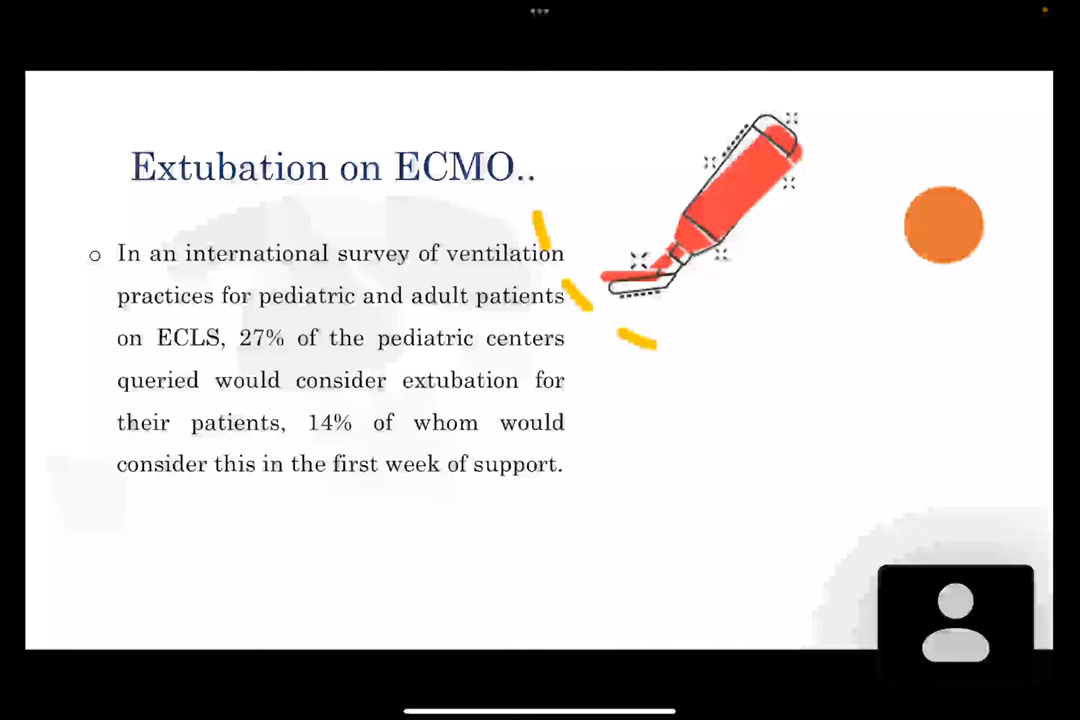 Extubation on ECMO..
o In an international survey of ventilation
practices for pediatric and adult patients
on ECLS, 27% of the pediatric centers
queried would consider extubation for
their patients, 14% of whom would
consider this in the first week of support.